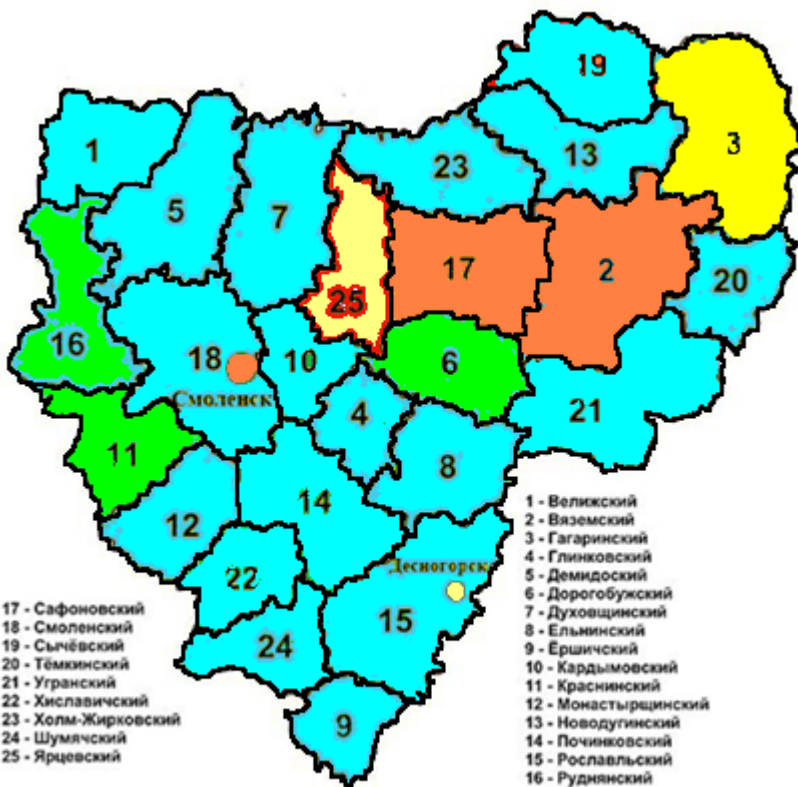 19
3
1
23
13
5
7
17
2
20
25
16
18
10
6
Смоленск
4
21
11
8
14
12
Десногорск
22
15
24
9
1 - Велижский
2 - Вяземский
3 - Гагаринский
4 - Глинковский
5 - Демидоский
6 - Дорогобужский
7 - Духовщинский
8 - Ельнинский
9 - Ёршичский
10 - Кардымовский
11 - Краснинский
12 - Монастырщинский
13 - Новодугинский
14 - Починковский
15 - Рославльский
16 - Руднянский
17 - Сафоновский
18 - Смоленский
19 - Сычёвский
20 - Тёмкинский
21 - Угранский
22 - Хиславичский
23 - Холм-Жирковский
24 - Шумячский
25 - Ярцевский